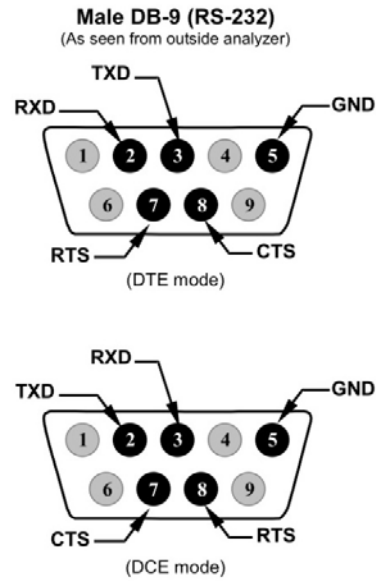 Male DB-9 (RS-232)
(As seen from outside analyzer)
TXD
RXD
GND
1 2 3 4 5
6 7 8 9
RTS
CTS
(DTE mode)
RXD
TXD
GND
1 2 3 4 5
6 7 8 9
CTS
RTS
(DCE mode)